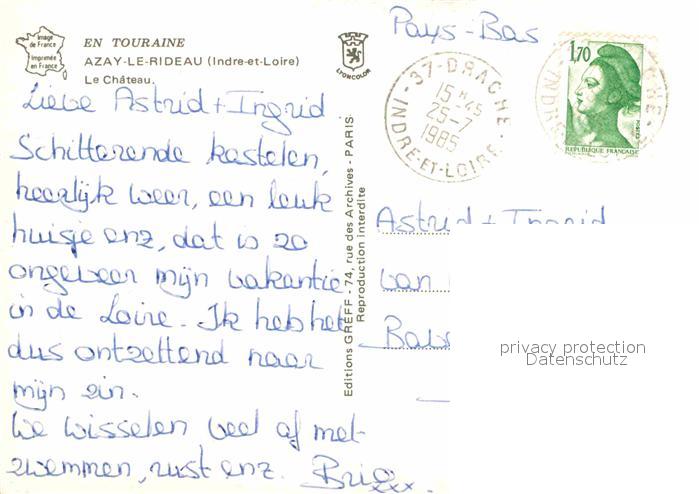 Image
de France
Imprimée
en France
EN TOURAINE
AZAY-LE-RIDEAU (Indre-et-Loire)
Le Château.
LYONCOLOR
Lieve Astrid + Ingrid
Schitterende kastelen,
heerlijk weer, een leuk
huisje enz, dat is zo
ongeveer mijn vakantie
in de Loire. Ik heb het
dus ontzettend naar
mijn zin.
We wisselen veel af met
zwemmen, rust enz.
xxx.
Editions GREFF - 74, rue des Archives - PARIS
Reproduction interdite
Pays-Bas
37-DRACHE
15 H 45
25-7
1985
INDRE-ET-LOIRE
1,70
POSTES
REPUBLIQUE FRANÇAISE
Astrid + Ingrid
van
privacy protection
Datenschutz